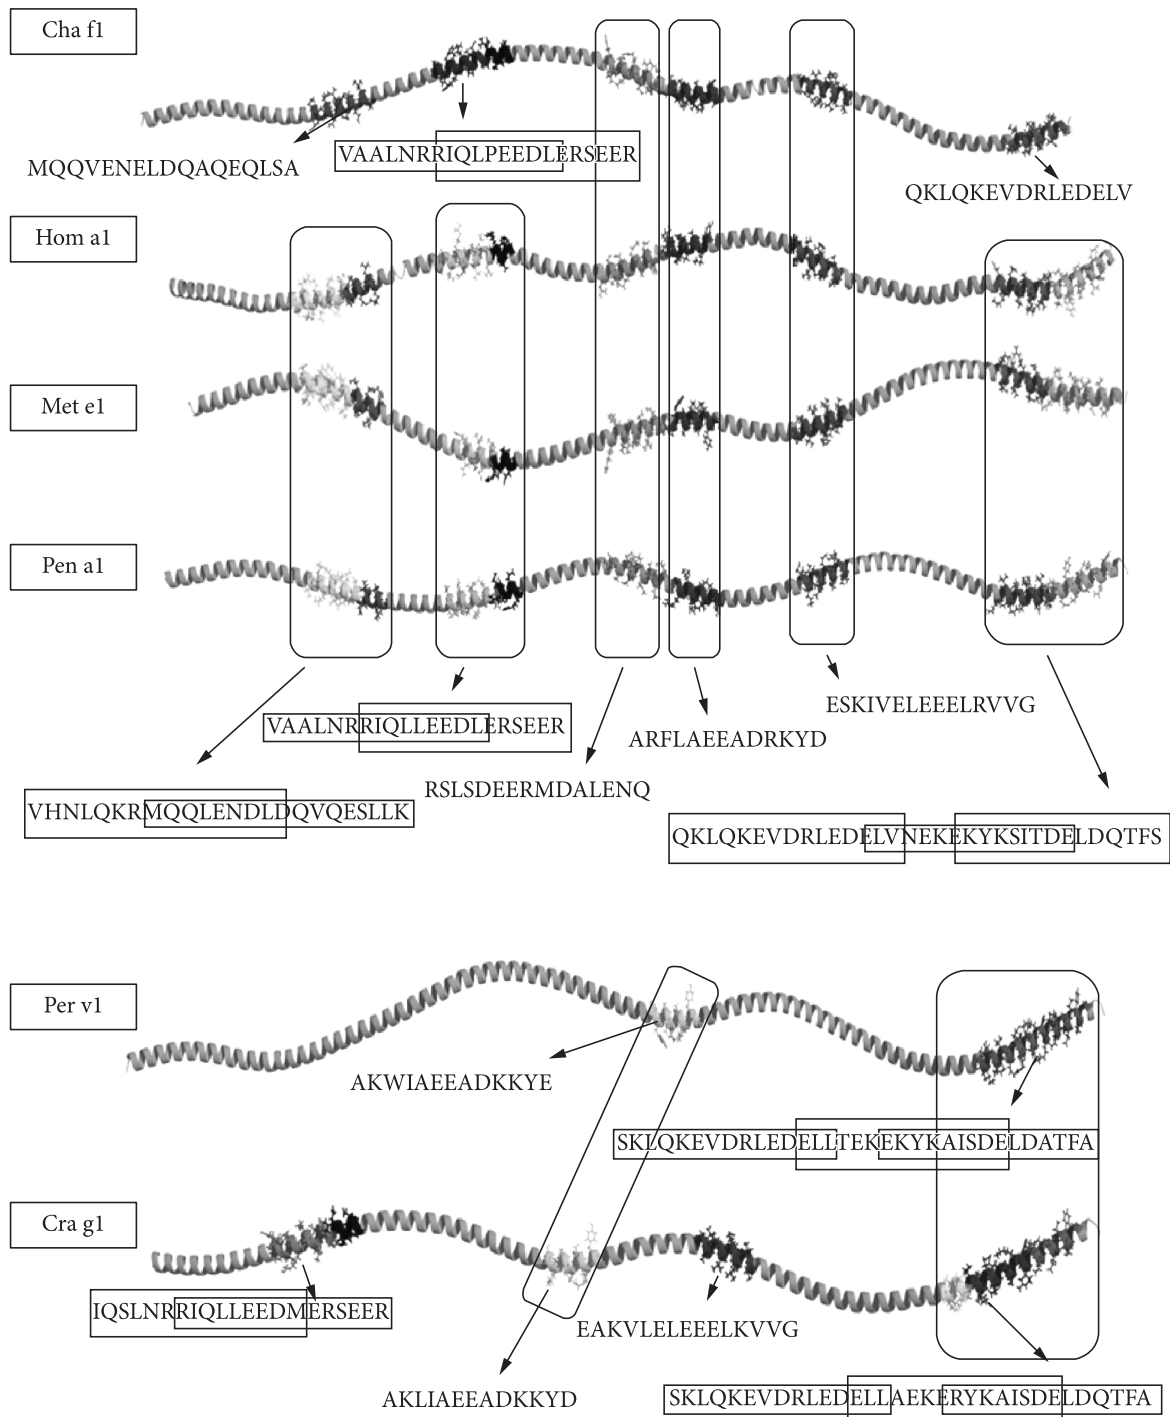 Cha f1
MQQVENELDQAQEQLSA
VAALNRRIQLPEEDLERSEER
QKLQKEVDRLEDELV
Hom a1
Met e1
Pen a1
ESKIVELEEELRVVG
VAALNRRIQLLEEDLERSEER
ARFLAEEADRKYD
RSLSDEERMDALENQ
VHNLQKRMQQLENDLDQVQESLLK
QKLQKEVDRLEDELVNEKEKYKSITDELDQTFS
Per v1
AKWIAEEADKKYE
SKLQKEVDRLEDELLTEKEKYKAISDELDATFA
Cra g1
IQSLNRRIQLLEEDMERSEER
EAKVLELEEELKVVG
AKLIAEEADKKYD
SKLQKEVDRLEDELLAEKERYKAISDELDQTFA